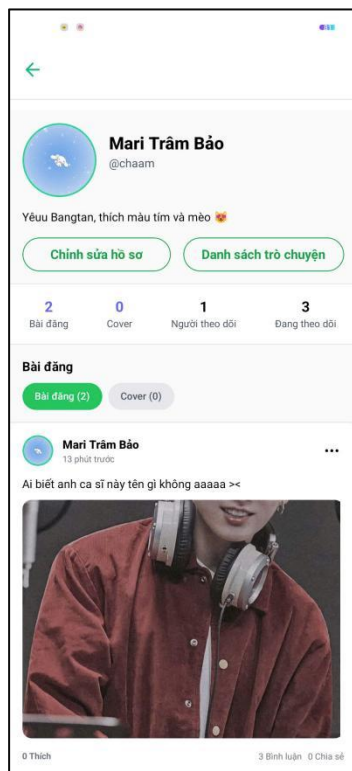 Mari Trâm Bảo
@chaam
Yêuu Bangtan, thích màu tím và mèo 😻
Chỉnh sửa hồ sơ
Danh sách trò chuyện
2
Bài đăng
0
Cover
1
Người theo dõi
3
Đang theo dõi
Bài đăng
Bài đăng (2)
Cover (0)
Mari Trâm Bảo
13 phút trước
Ai biết anh ca sĩ này tên gì không aaaaa ><
0 Thích
3 Bình luận 0 Chia sẻ